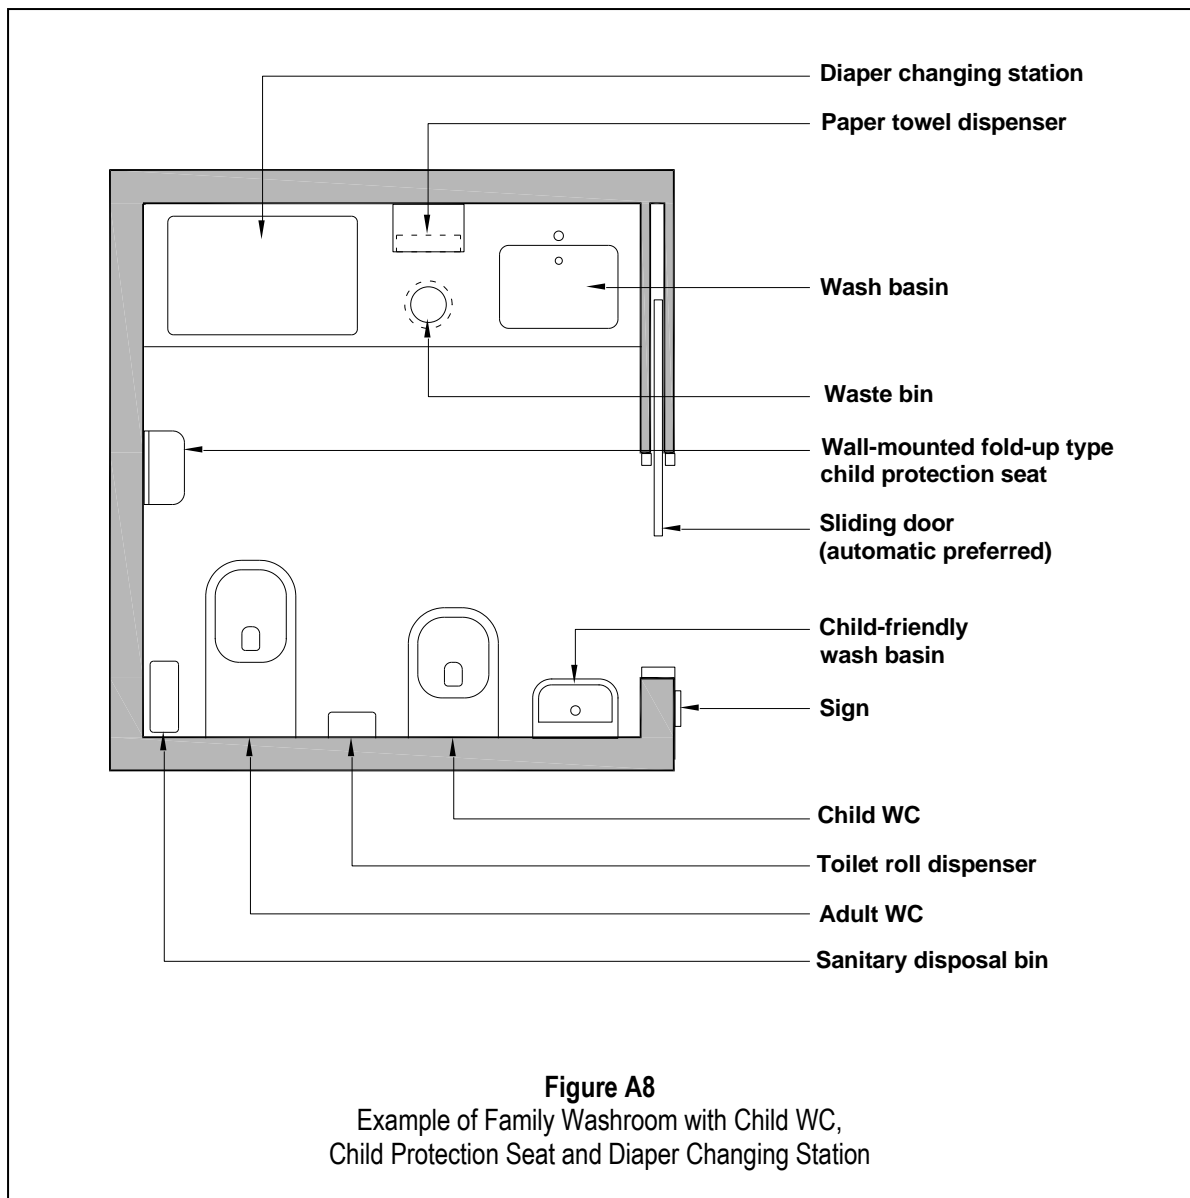 Diaper changing station
Paper towel dispenser
Wash basin
Waste bin
Wall-mounted fold-up type
child protection seat
Sliding door
(automatic preferred)
Child-friendly
wash basin
Sign
Child WC
Toilet roll dispenser
Adult WC
Sanitary disposal bin
Figure A8
Example of Family Washroom with Child WC,
Child Protection Seat and Diaper Changing Station